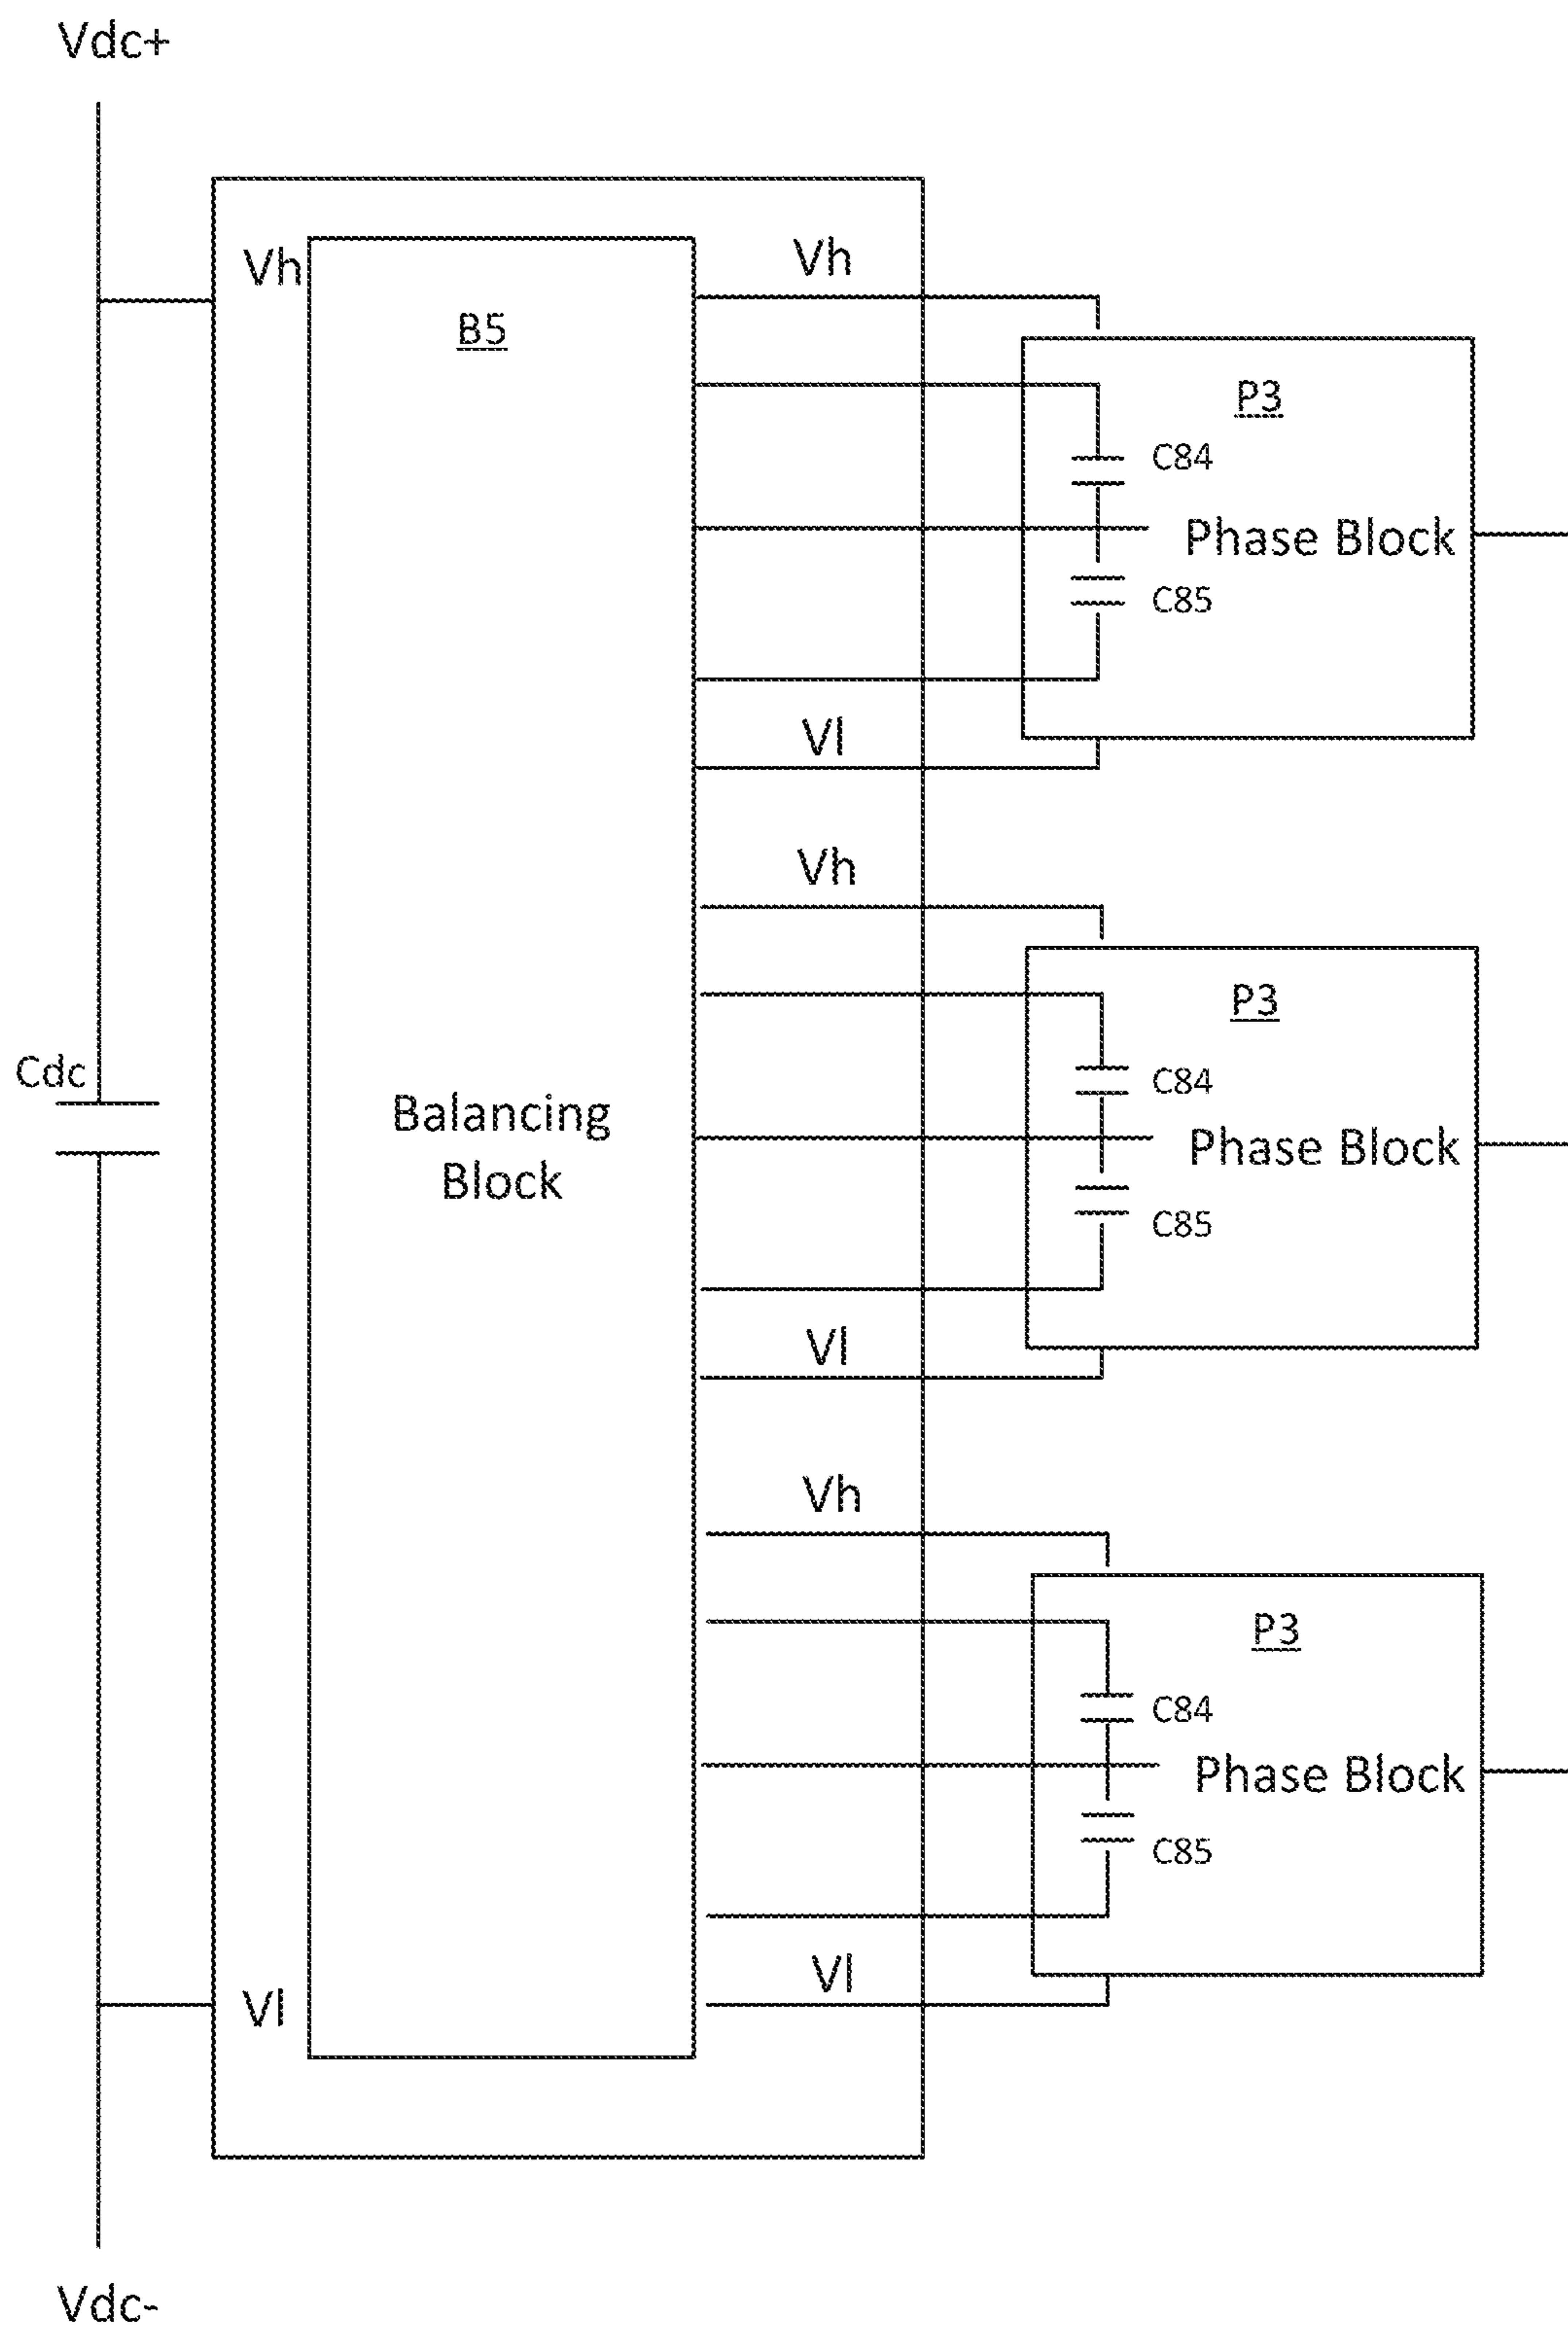 Vdc+
Vh
Vh
B5
P3
C84
Phase Block
C85
Vl
Vh
P3
Cdc
C84
Balancing
Block
Phase Block
C85
Vl
Vh
P3
C84
Phase Block
C85
Vl
Vl
Vdc-